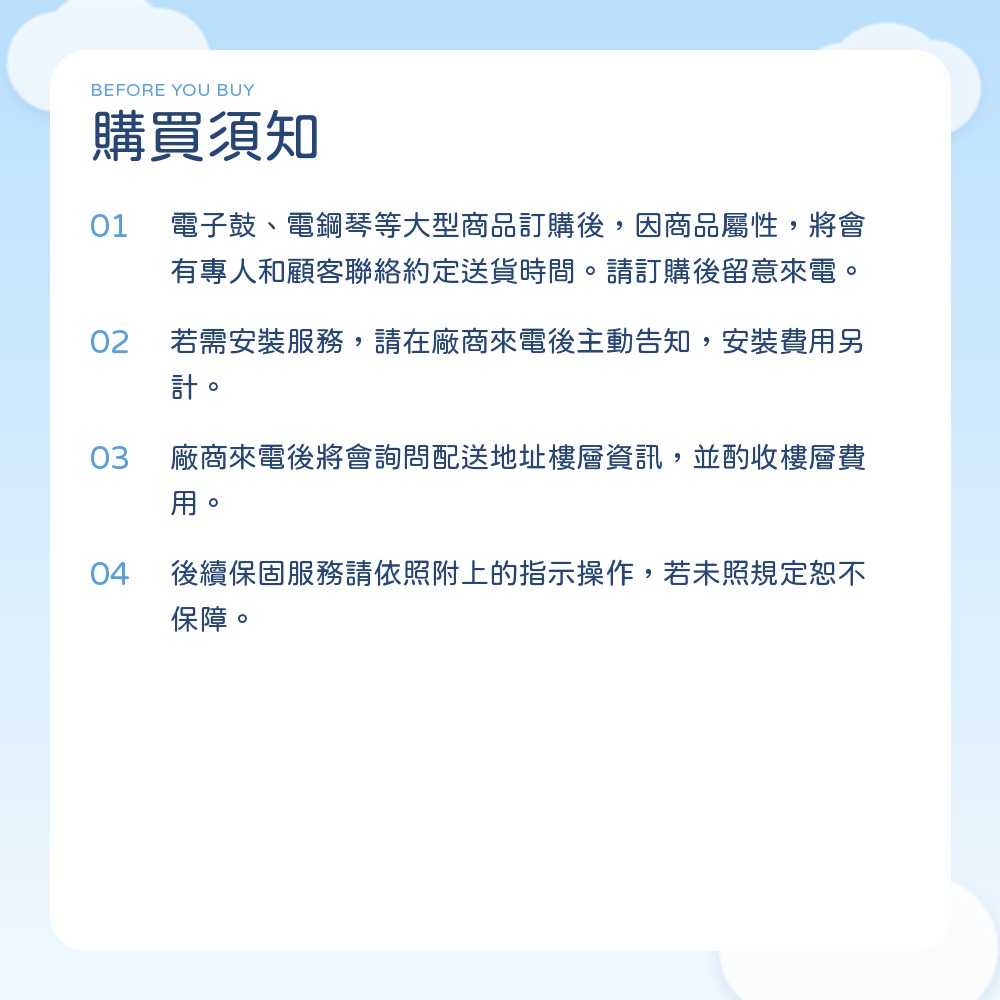 BEFORE YOU BUY
購買須知
01 電子鼓、電鋼琴等大型商品訂購後，因商品屬性，將會
有專人和顧客聯絡約定送貨時間。請訂購後留意來電。
02 若需安裝服務，請在廠商來電後主動告知，安裝費用另
計。
03 廠商來電後將會詢問配送地址樓層資訊，並酌收樓層費
用。
04 後續保固服務請依照附上的指示操作，若未照規定恕不
保障。